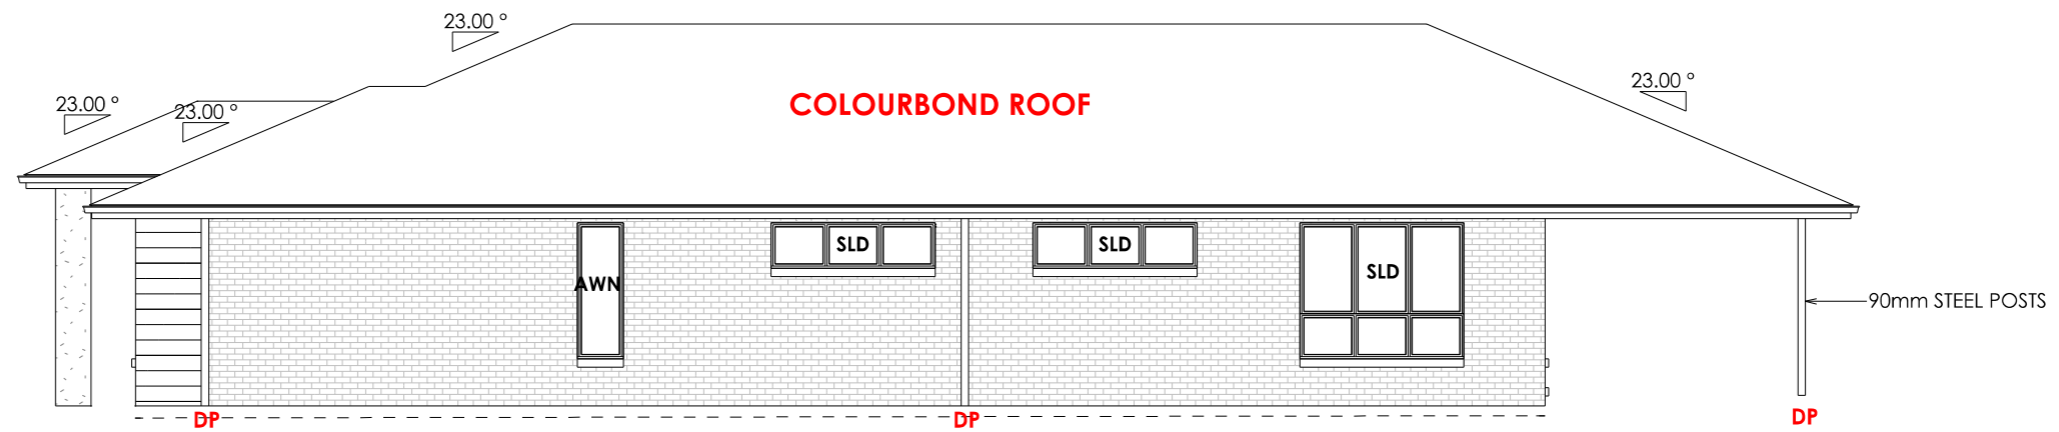 23.00 °
23.00 °
23.00 °
23.00 °
COLOURBOND ROOF
SLD
SLD
SLD
AWN
90mm STEEL POSTS
DP
DP
DP